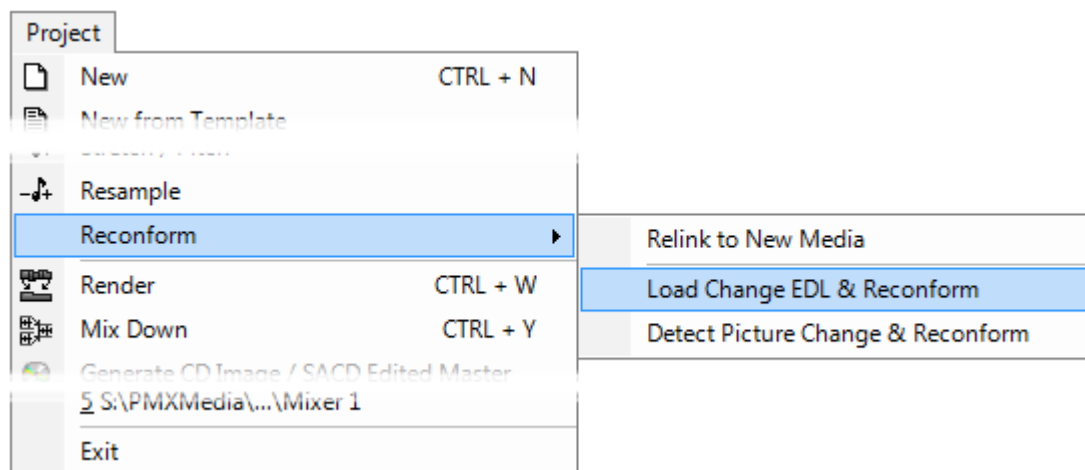 Project
New CTRL + N
New from Template
Resample
Reconform
Relink to New Media
Render CTRL + W
Load Change EDL & Reconform
Mix Down CTRL + Y
Detect Picture Change & Reconform
Generate CD Image / SACD Edited Master
5 S:\PMXMedia\...\Mixer 1
Exit